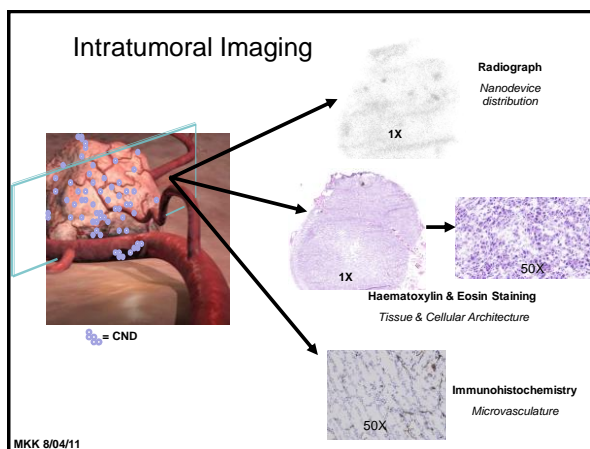 Intratumoral Imaging
Radiograph
Nanodevice
distribution
1X
1X
50X
Haematoxylin & Eosin Staining
Tissue & Cellular Architecture
= CND
Immunohistochemistry
Microvasculature
50X
MKK 8/04/11